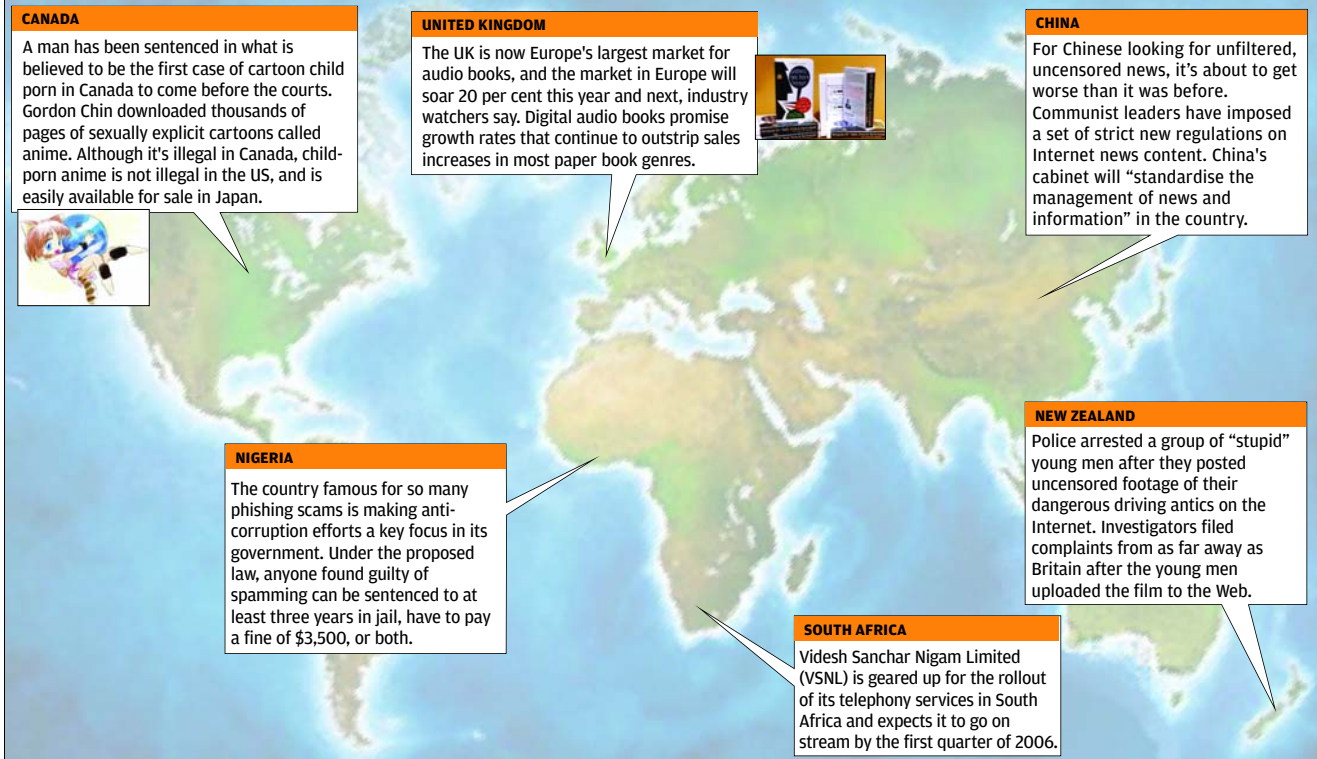 CANADA
A man has been sentenced in what is
believed to be the first case of cartoon child
porn in Canada to come before the courts.
Gordon Chin downloaded thousands of
pages of sexually explicit cartoons called
anime. Although it's illegal in Canada, child-
porn anime is not illegal in the US, and is
easily available for sale in Japan.
UNITED KINGDOM
The UK is now Europe's largest market for
audio books, and the market in Europe will
soar 20 per cent this year and next, industry
watchers say. Digital audio books promise
growth rates that continue to outstrip sales
increases in most paper book genres.
CHINA
For Chinese looking for unfiltered,
uncensored news, it’s about to get
worse than it was before.
Communist leaders have imposed
a set of strict new regulations on
Internet news content. China's
cabinet will “standardise the
management of news and
information” in the country.
NIGERIA
The country famous for so many
phishing scams is making anti-
corruption efforts a key focus in its
government. Under the proposed
law, anyone found guilty of
spamming can be sentenced to at
least three years in jail, have to pay
a fine of $3,500, or both.
NEW ZEALAND
Police arrested a group of “stupid”
young men after they posted
uncensored footage of their
dangerous driving antics on the
Internet. Investigators filed
complaints from as far away as
Britain after the young men
uploaded the film to the Web.
SOUTH AFRICA
Videsh Sanchar Nigam Limited
(VSNL) is geared up for the rollout
of its telephony services in South
Africa and expects it to go on
stream by the first quarter of 2006.